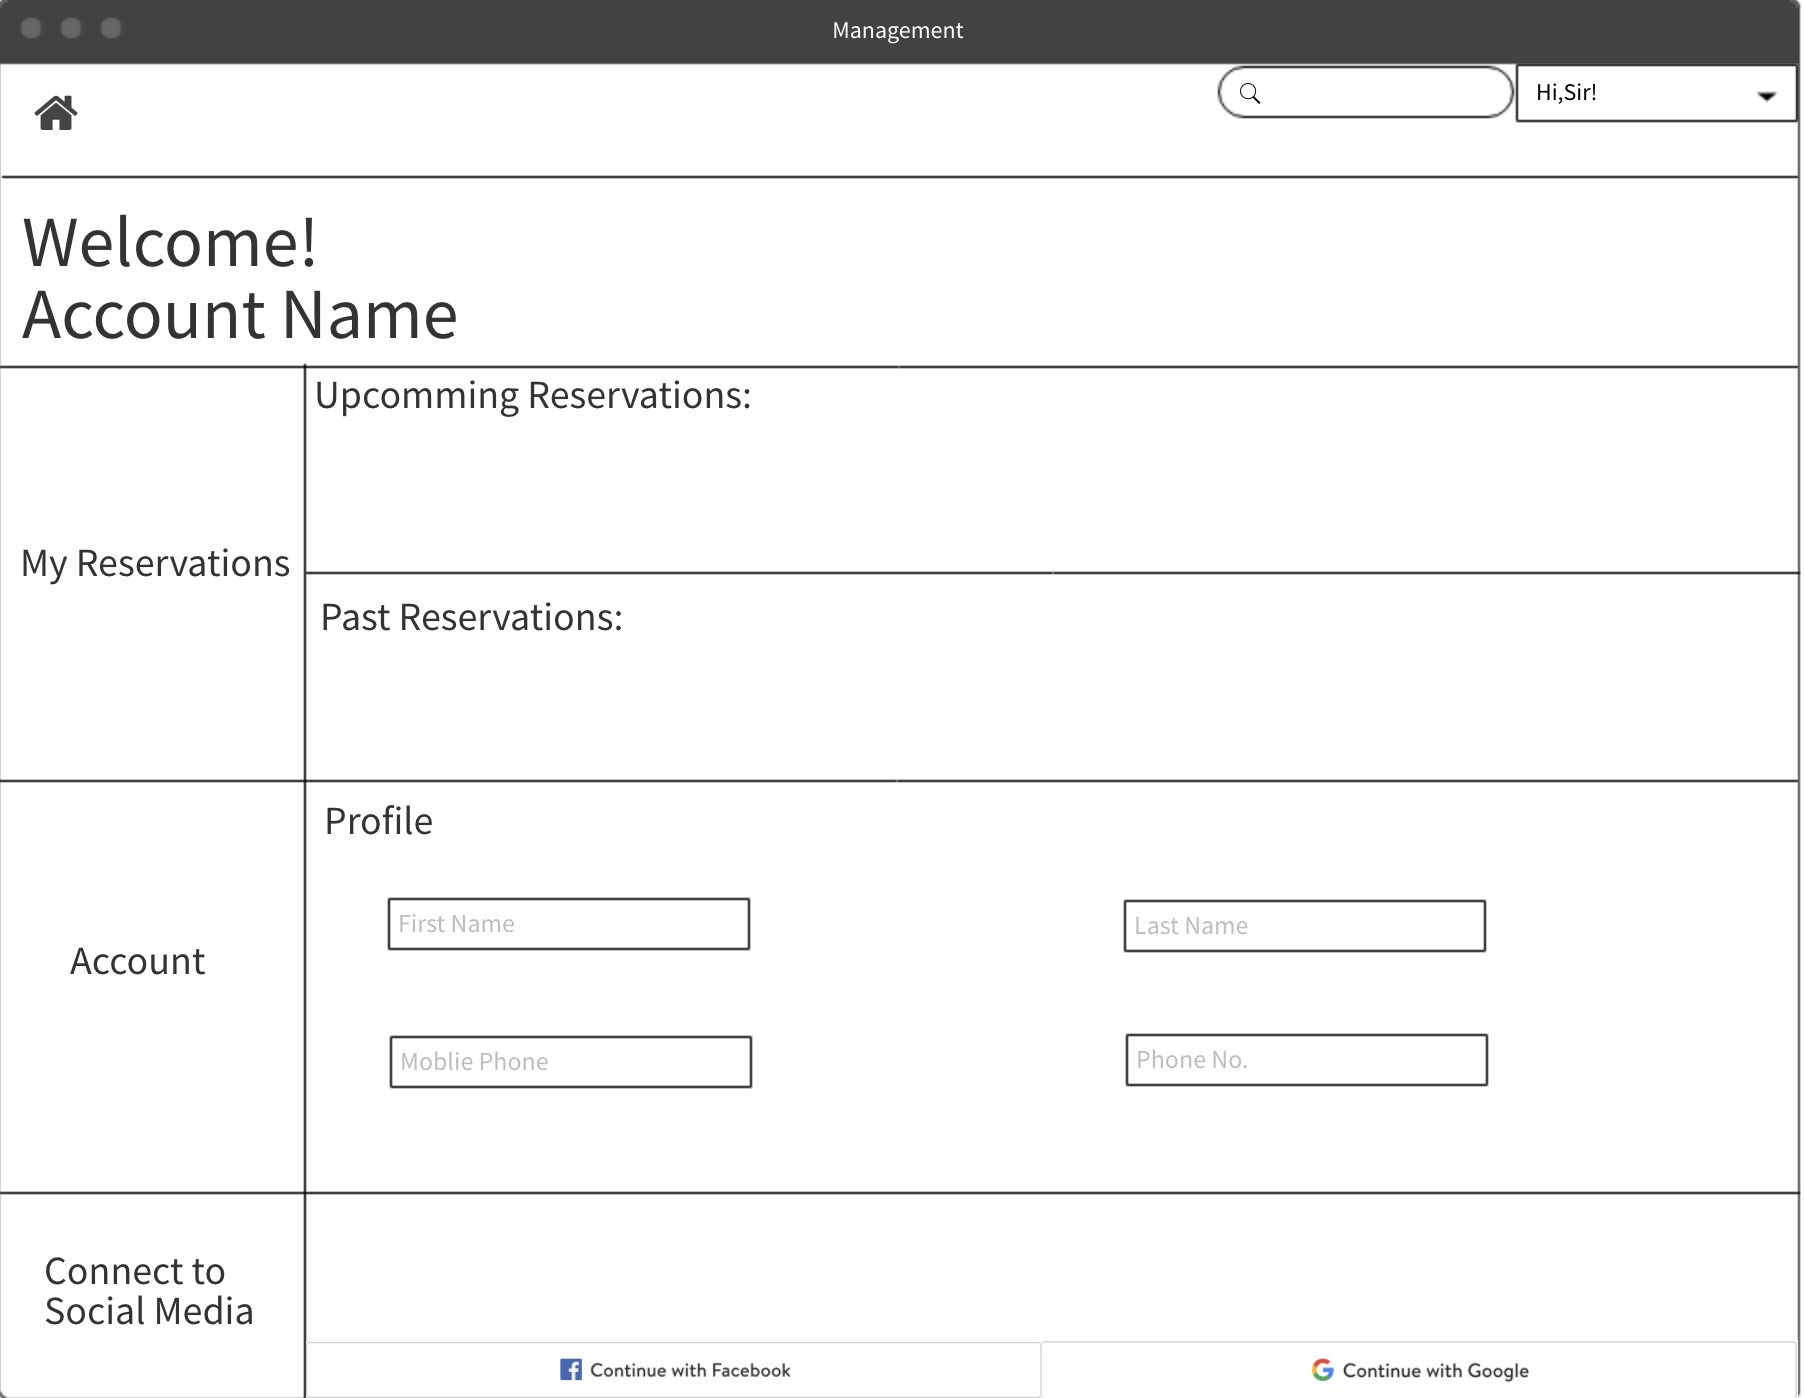 Management
Hi,Sir!
Welcome!
Account Name
Upcomming Reservations:
My Reservations
Past Reservations:
Profile
First Name
Last Name
Account
Moblie Phone
Phone No.
Connect to
Social Media
Continue with Facebook
Continue with Google